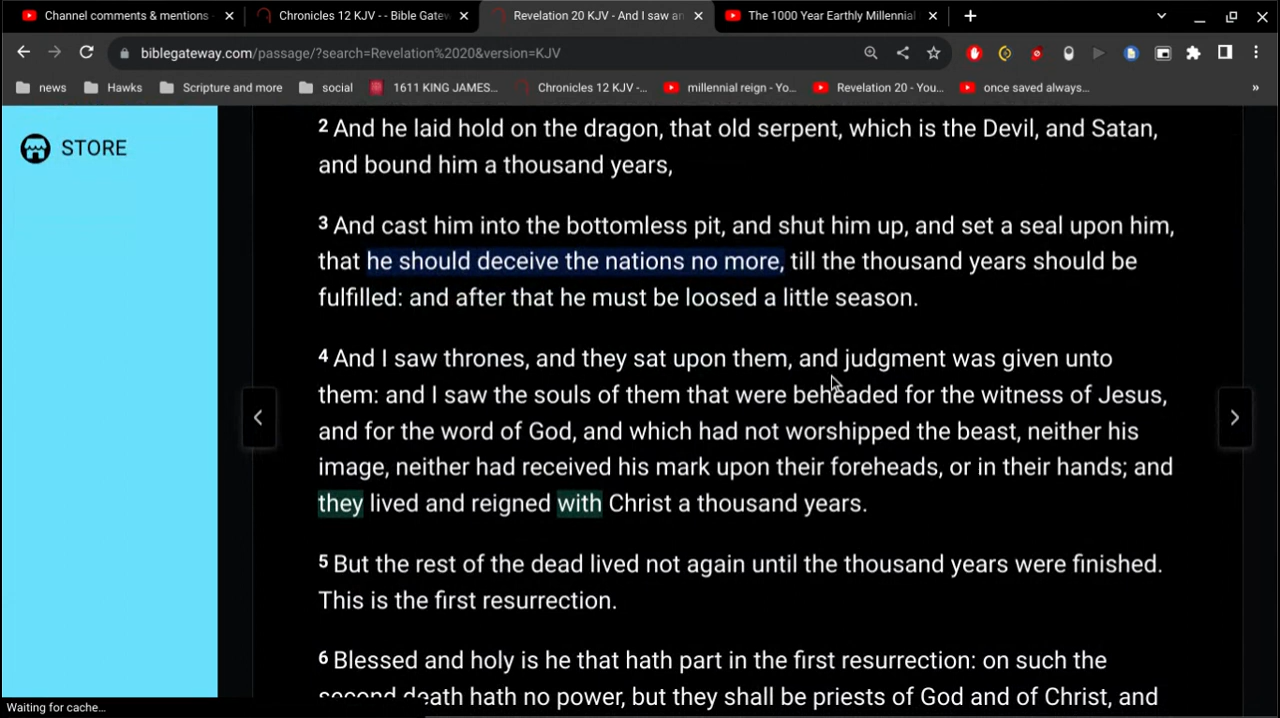 Channel comments & mentions
Chronicles 12 KJV - - Bible Gatew
Revelation 20 KJV - And I saw an
The 1000 Year Earthly Millennial
biblegateway.com/passage/?search=Revelation%2020&version=KJV
news
Hawks
Scripture and more
social
1611 KING JAMES...
Chronicles 12 KJV -...
millennial reign - Yo...
Revelation 20 - You...
once saved always...
»
STORE
2 And he laid hold on the dragon, that old serpent, which is the Devil, and Satan,
and bound him a thousand years,
3 And cast him into the bottomless pit, and shut him up, and set a seal upon him,
that he should deceive the nations no more, till the thousand years should be
fulfilled: and after that he must be loosed a little season.
4 And I saw thrones, and they sat upon them, and judgment was given unto
them: and I saw the souls of them that were beheaded for the witness of Jesus,
and for the word of God, and which had not worshipped the beast, neither his
image, neither had received his mark upon their foreheads, or in their hands; and
they lived and reigned with Christ a thousand years.
5 But the rest of the dead lived not again until the thousand years were finished.
This is the first resurrection.
6 Blessed and holy is he that hath part in the first resurrection: on such the
second death hath no power, but they shall be priests of God and of Christ, and
Waiting for cache...